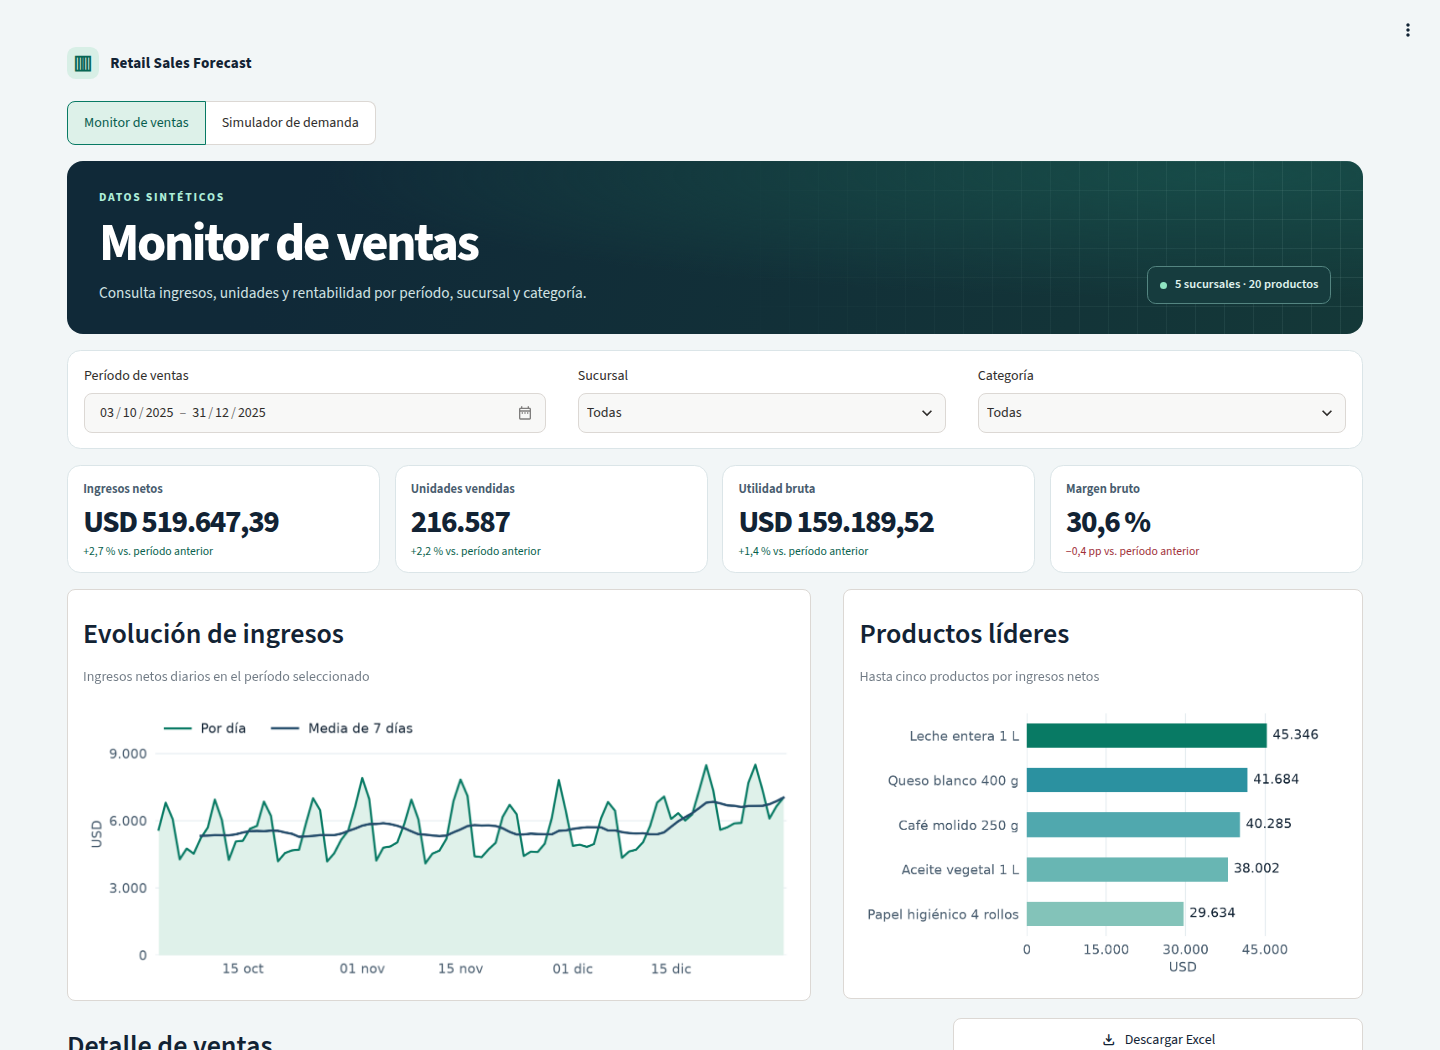 Retail Sales Forecast
Monitor de ventas
Simulador de demanda
DATOS SINTÉTICOS
Monitor de ventas
Consulta ingresos, unidades y rentabilidad por período, sucursal y categoría.
5 sucursales · 20 productos
Período de ventas
03 / 10 / 2025 – 31 / 12 / 2025
Sucursal
Todas
Categoría
Todas
Ingresos netos
USD 519.647,39
+2,7 % vs. período anterior
Unidades vendidas
216.587
+2,2 % vs. período anterior
Utilidad bruta
USD 159.189,52
+1,4 % vs. período anterior
Margen bruto
30,6 %
−0,4 pp vs. período anterior
Evolución de ingresos
Ingresos netos diarios en el período seleccionado
Por día
Media de 7 días
9.000
6.000
3.000
0
USD
15 oct
01 nov
15 nov
01 dic
15 dic
Productos líderes
Hasta cinco productos por ingresos netos
Leche entera 1 L
45.346
Queso blanco 400 g
41.684
Café molido 250 g
40.285
Aceite vegetal 1 L
38.002
Papel higiénico 4 rollos
29.634
0
15.000
30.000
45.000
USD
Detalle de ventas
Descargar Excel